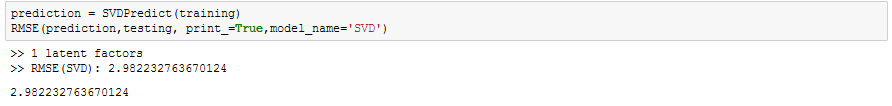 prediction = SVDPredict(training)
RMSE(prediction,testing, print_=True,model_name='SVD')
>> 1 latent factors
>> RMSE(SVD): 2.982232763670124
2.982232763670124